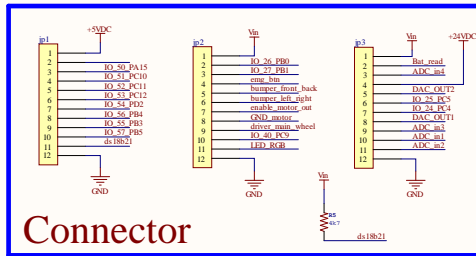 +5VDC
jp1
1
2
3 IO_50_PA15
4 IO_51_PC10
5 IO_52_PC11
6 IO_53_PC12
7 IO_54_PD2
8 IO_56_PB4
9 IO_55_PB3
10 IO_57_PB5
11 ds18b21
12
GND
Vin
jp2
1
2 IO_26_PB0
3 IO_27_PB1
4 emg_btn
5 bumper_front_back
6 bumper_left_right
7 enable_motor_out
8 GND_motor
9 driver_main_wheel
10 IO_40_PC9
11 LED_RGB
12
GND
Vin
+24VDC
jp3
1
2 Bat_read
3 ADC_in4
4
5 DAC_OUT2
6 IO_25_PC5
7 IO_24_PC4
8 DAC_OUT1
9 ADC_in3
10 ADC_in1
11 ADC_in2
12
GND
Vin
R5
4k7
ds18b21
Connector